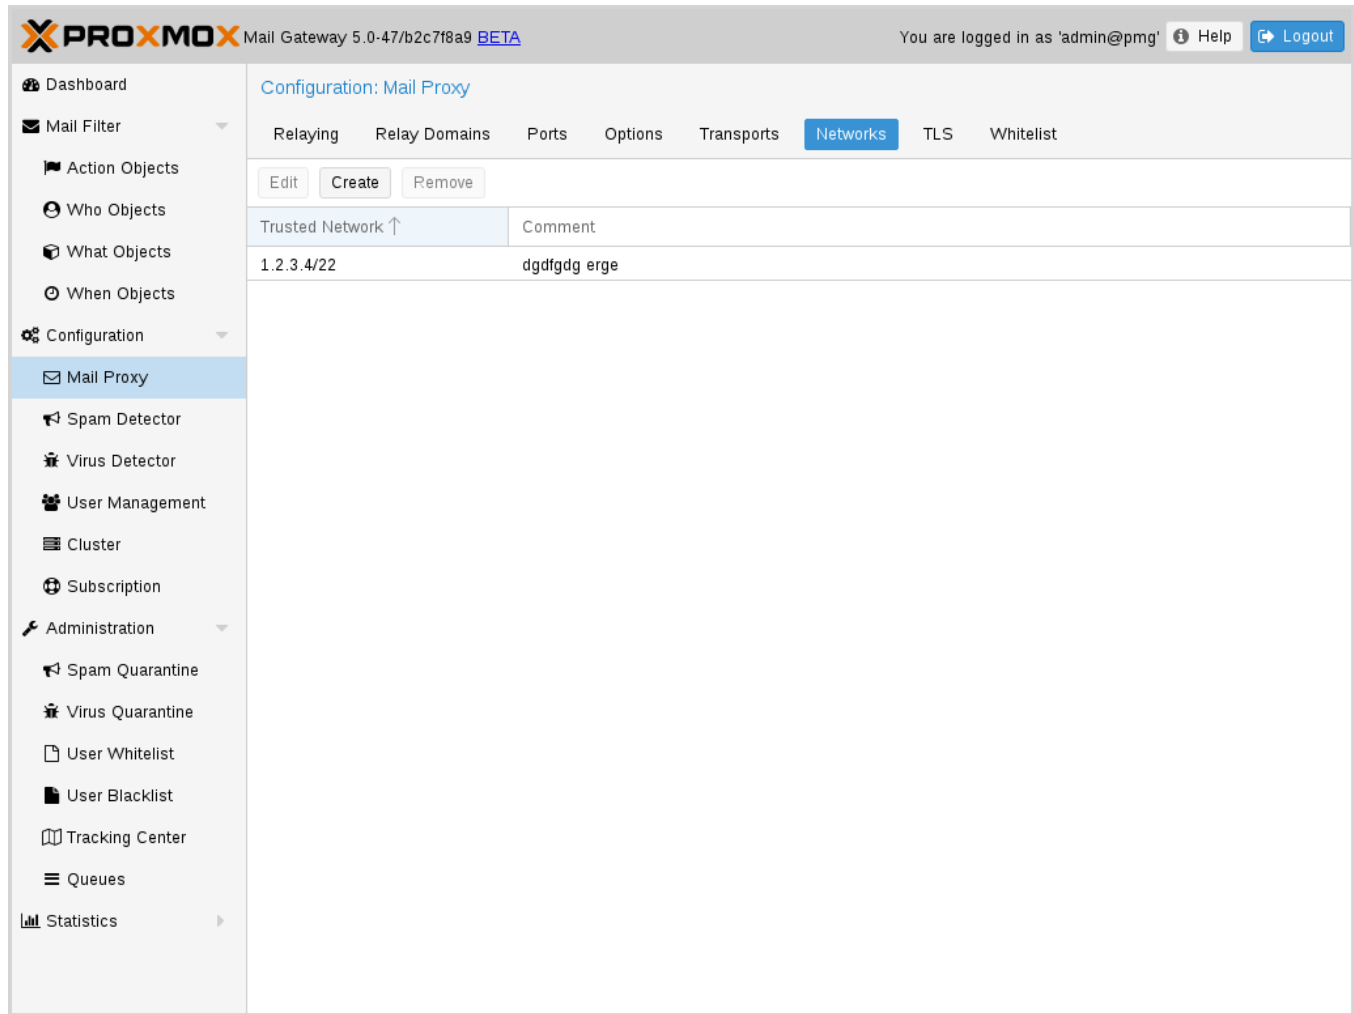 PROXMOX Mail Gateway 5.0-47/b2c7f8a9 BETA You are logged in as 'admin@pmg' Help Logout
Dashboard
Mail Filter
Action Objects
Who Objects
What Objects
When Objects
Configuration
Mail Proxy
Spam Detector
Virus Detector
User Management
Cluster
Subscription
Administration
Spam Quarantine
Virus Quarantine
User Whitelist
User Blacklist
Tracking Center
Queues
Statistics
Configuration: Mail Proxy
Relaying Relay Domains Ports Options Transports Networks TLS Whitelist
Edit Create Remove
Trusted Network Comment
1.2.3.4/22 dgdfgdg erge